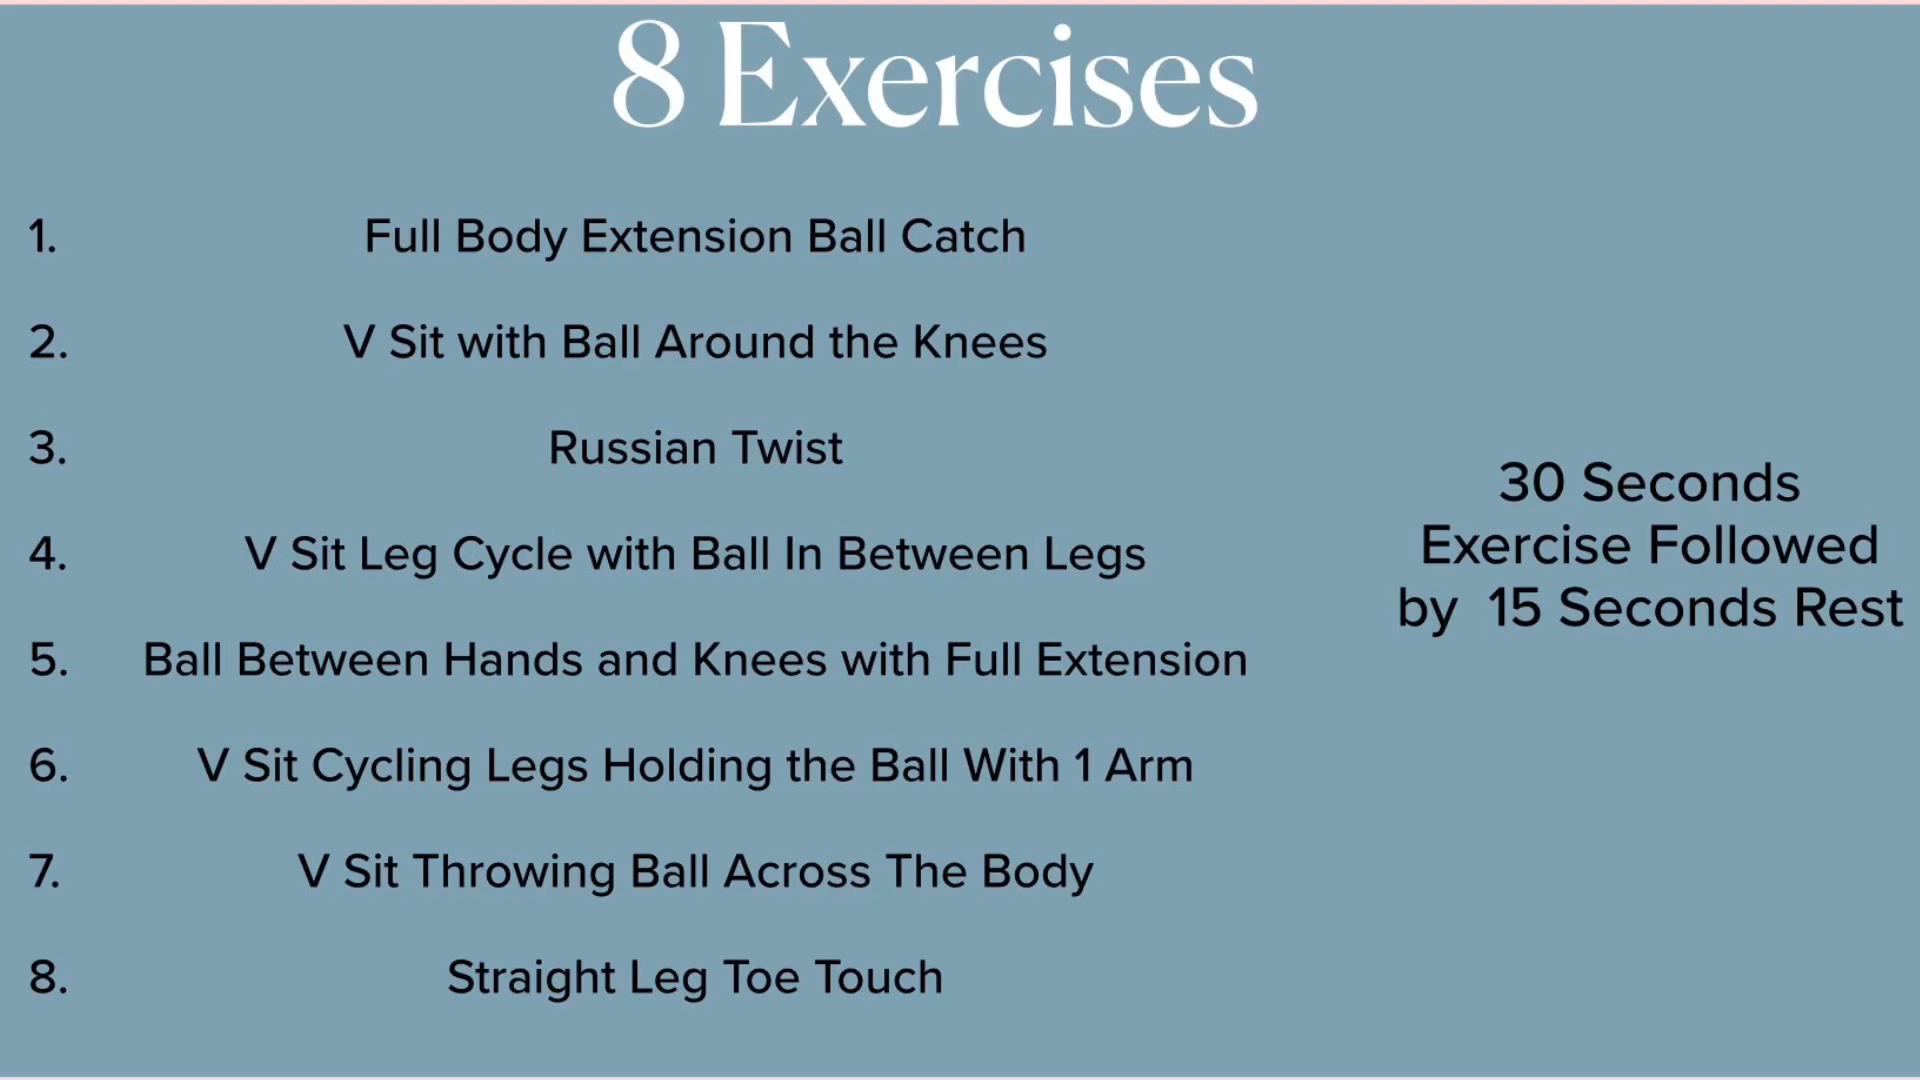 8 Exercises
1. Full Body Extension Ball Catch
2. V Sit with Ball Around the Knees
3. Russian Twist
4. V Sit Leg Cycle with Ball In Between Legs
5. Ball Between Hands and Knees with Full Extension
6. V Sit Cycling Legs Holding the Ball With 1 Arm
7. V Sit Throwing Ball Across The Body
8. Straight Leg Toe Touch
30 Seconds
Exercise Followed
by 15 Seconds Rest